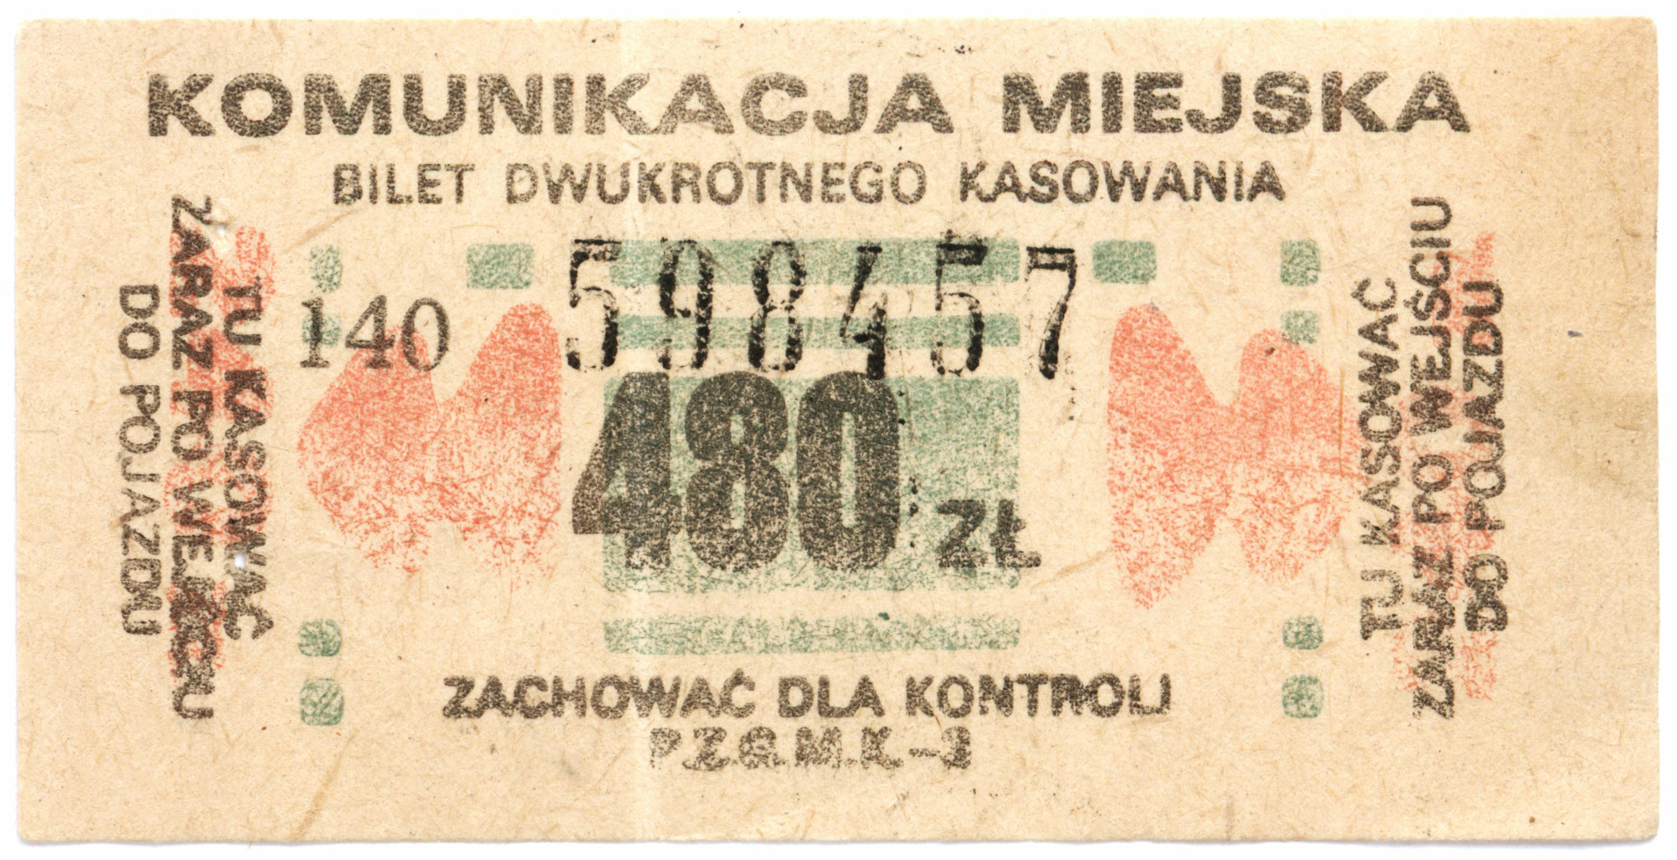 KOMUNIKACJA MIEJSKA
BILET DWUKROTNEGO KASOWANIA
TU KASOWAĆ
ZARAZ PO WEJŚCIU
DO POJAZDU
140
598457
480 ZŁ
TU KASOWAĆ
ZARAZ PO WEJŚCIU
DO POJAZDU
ZACHOWAĆ DLA KONTROLI
P.Z.G.M.K.-3